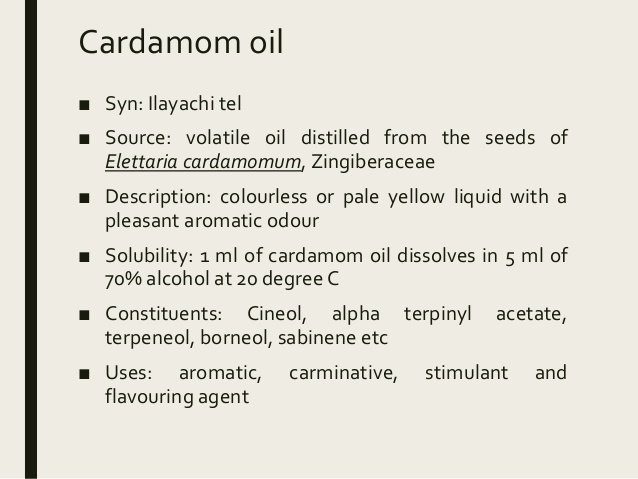 Cardamom oil
■ Syn: Ilayachi tel
■ Source: volatile oil distilled from the seeds of
Elettaria cardamomum, Zingiberaceae
■ Description: colourless or pale yellow liquid with a
pleasant aromatic odour
■ Solubility: 1 ml of cardamom oil dissolves in 5 ml of
70% alcohol at 20 degree C
■ Constituents: Cineol, alpha terpinyl acetate,
terpeneol, borneol, sabinene etc
■ Uses: aromatic, carminative, stimulant and
flavouring agent